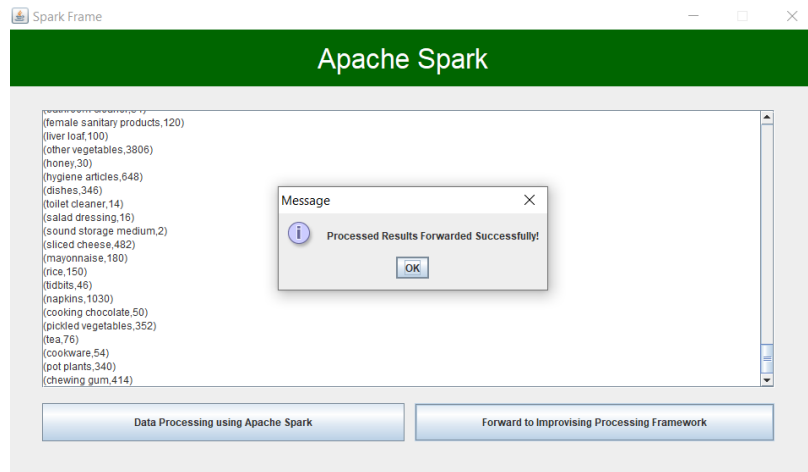 Spark Frame
Apache Spark
(female sanitary products,120)
(liver loaf,100)
(other vegetables,3806)
(honey,30)
(hygiene articles,648)
(dishes,346)
(toilet cleaner,14)
(salad dressing,16)
(sound storage medium,2)
(sliced cheese,482)
(mayonnaise,180)
(rice,150)
(tidbits,46)
(napkins,1030)
(cooking chocolate,50)
(pickled vegetables,352)
(tea,76)
(cookware,54)
(pot plants,340)
(chewing gum,414)
Message
Processed Results Forwarded Successfully!
OK
Data Processing using Apache Spark
Forward to Improvising Processing Framework